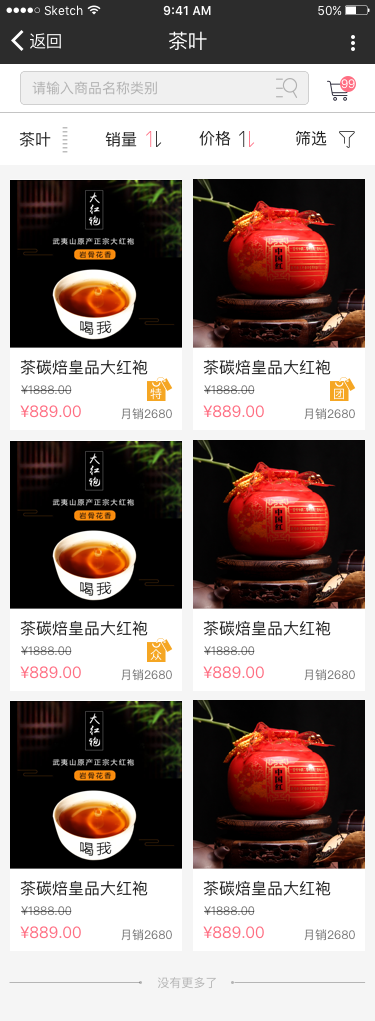 Sketch 9:41 AM 50%
返回 茶叶
请输入商品名称类别 99
茶叶 销量 价格 筛选
大红袍
武夷山原产正宗大红袍
岩骨花香
喝我
中国红
茶碳焙皇品大红袍 茶碳焙皇品大红袍
¥1888.00 特 ¥1888.00 团
¥889.00 月销2680 ¥889.00 月销2680
大红袍
武夷山原产正宗大红袍
岩骨花香
喝我
中国红
茶碳焙皇品大红袍 茶碳焙皇品大红袍
¥1888.00 众 ¥1888.00
¥889.00 月销2680 ¥889.00 月销2680
大红袍
武夷山原产正宗大红袍
岩骨花香
喝我
中国红
茶碳焙皇品大红袍 茶碳焙皇品大红袍
¥1888.00 ¥1888.00
¥889.00 月销2680 ¥889.00 月销2680
没有更多了